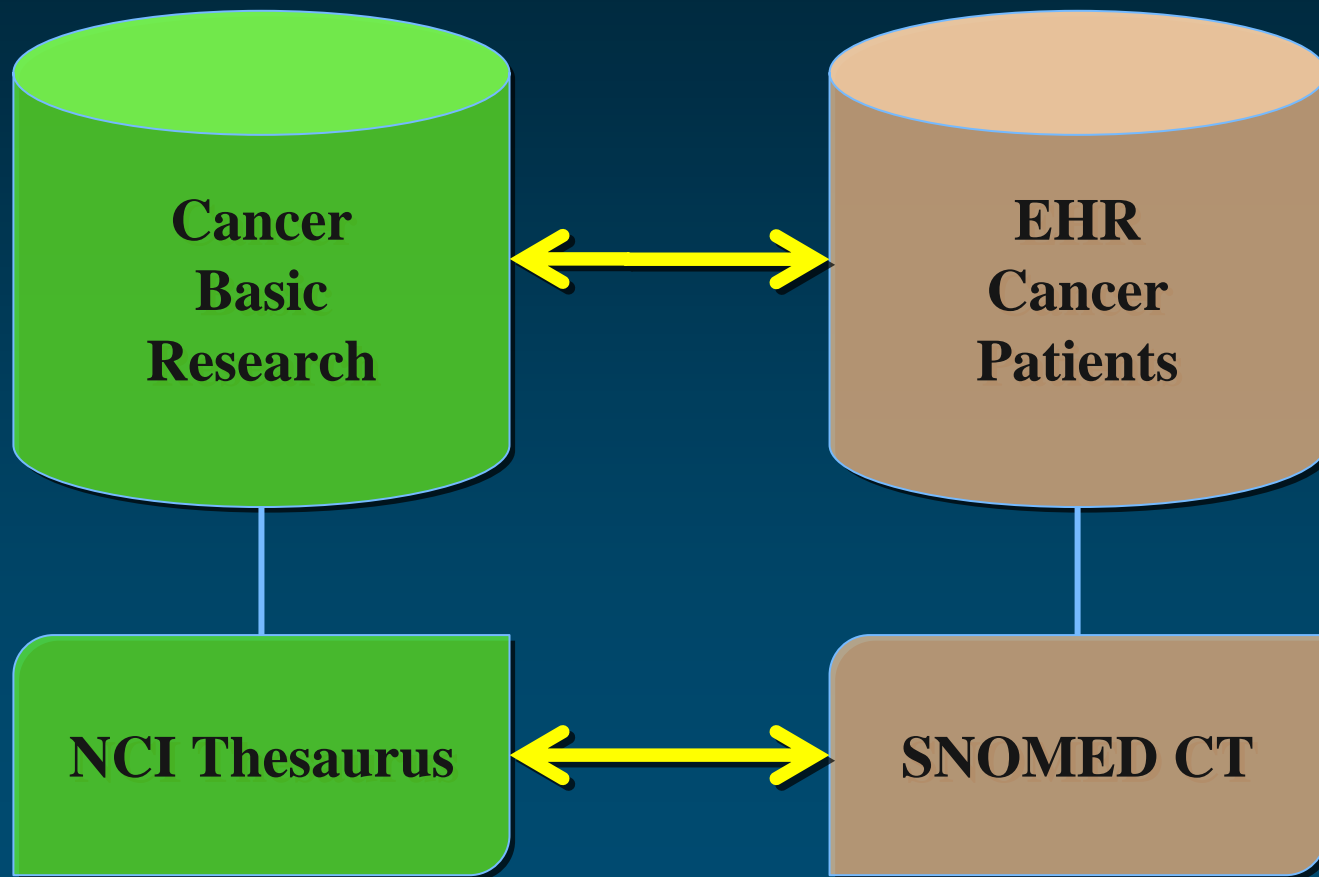 Cancer
Basic
Research
EHR
Cancer
Patients
NCI Thesaurus
SNOMED CT